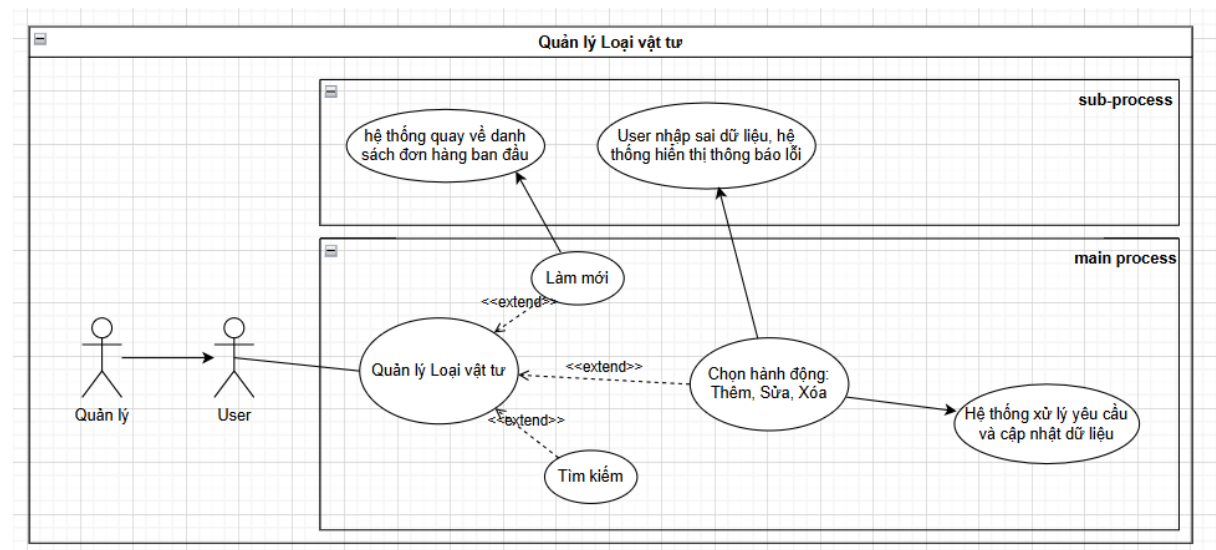 Quản lý Loại vật tư
sub-process
hệ thống quay về danh
sách đơn hàng ban đầu
User nhập sai dữ liệu, hệ
thống hiển thị thông báo lỗi
main process
Làm mới
<<extend>>
Quản lý Loại vật tư
<<extend>>
Chọn hành động:
Thêm, Sửa, Xóa
Hệ thống xử lý yêu cầu
và cập nhật dữ liệu
<<extend>>
Tìm kiếm
Quản lý
User